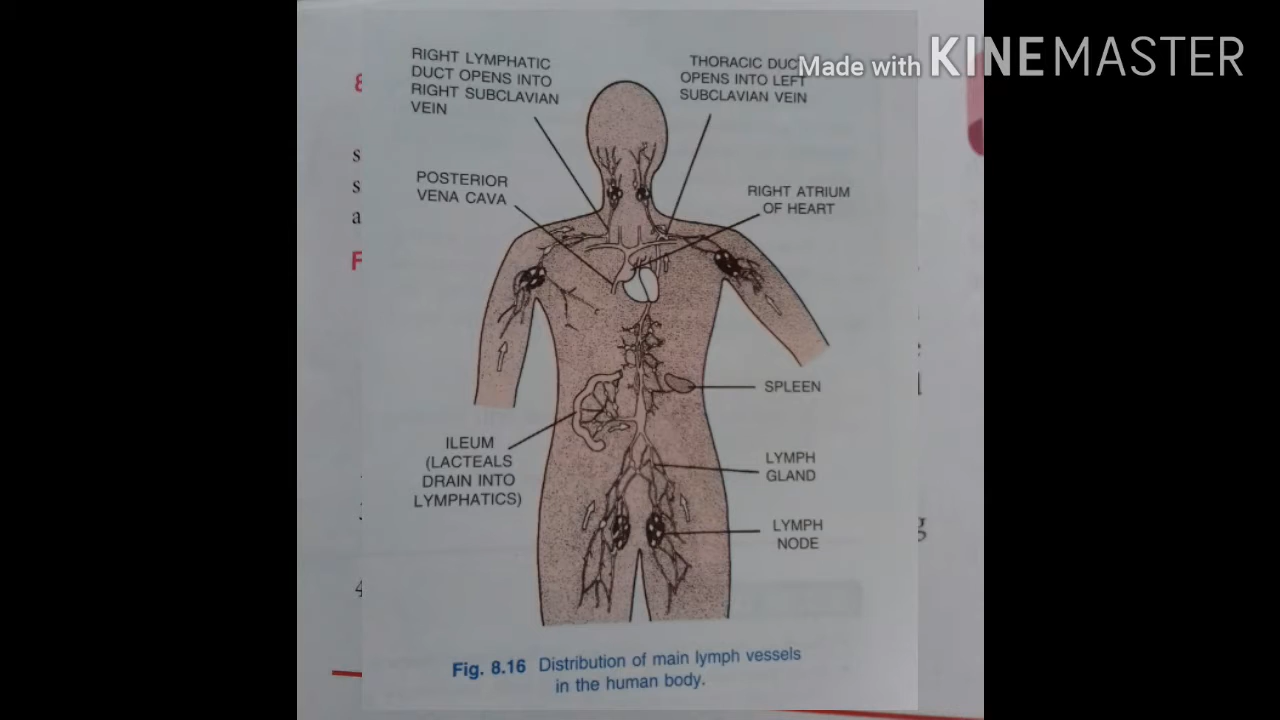 Made with KINEMASTER
RIGHT LYMPHATIC
DUCT OPENS INTO
RIGHT SUBCLAVIAN
VEIN
THORACIC DUCT
OPENS INTO LEFT
SUBCLAVIAN VEIN
POSTERIOR
VENA CAVA
RIGHT ATRIUM
OF HEART
SPLEEN
ILEUM
(LACTEALS
DRAIN INTO
LYMPHATICS)
LYMPH
GLAND
LYMPH
NODE
Fig. 8.16 Distribution of main lymph vessels
in the human body.